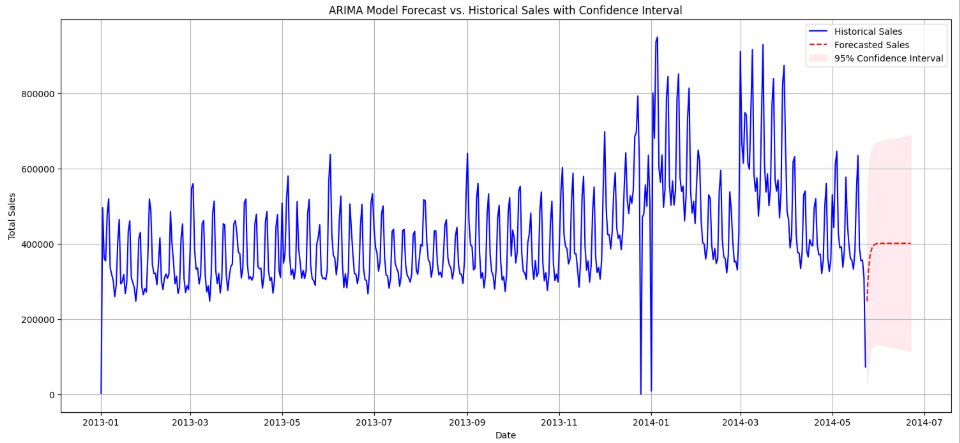 ARIMA Model Forecast vs. Historical Sales with Confidence Interval
Historical Sales
Forecasted Sales
95% Confidence Interval
Total Sales
800000
600000
400000
200000
0
2013-01
2013-03
2013-05
2013-07
2013-09
2013-11
2014-01
2014-03
2014-05
2014-07
Date